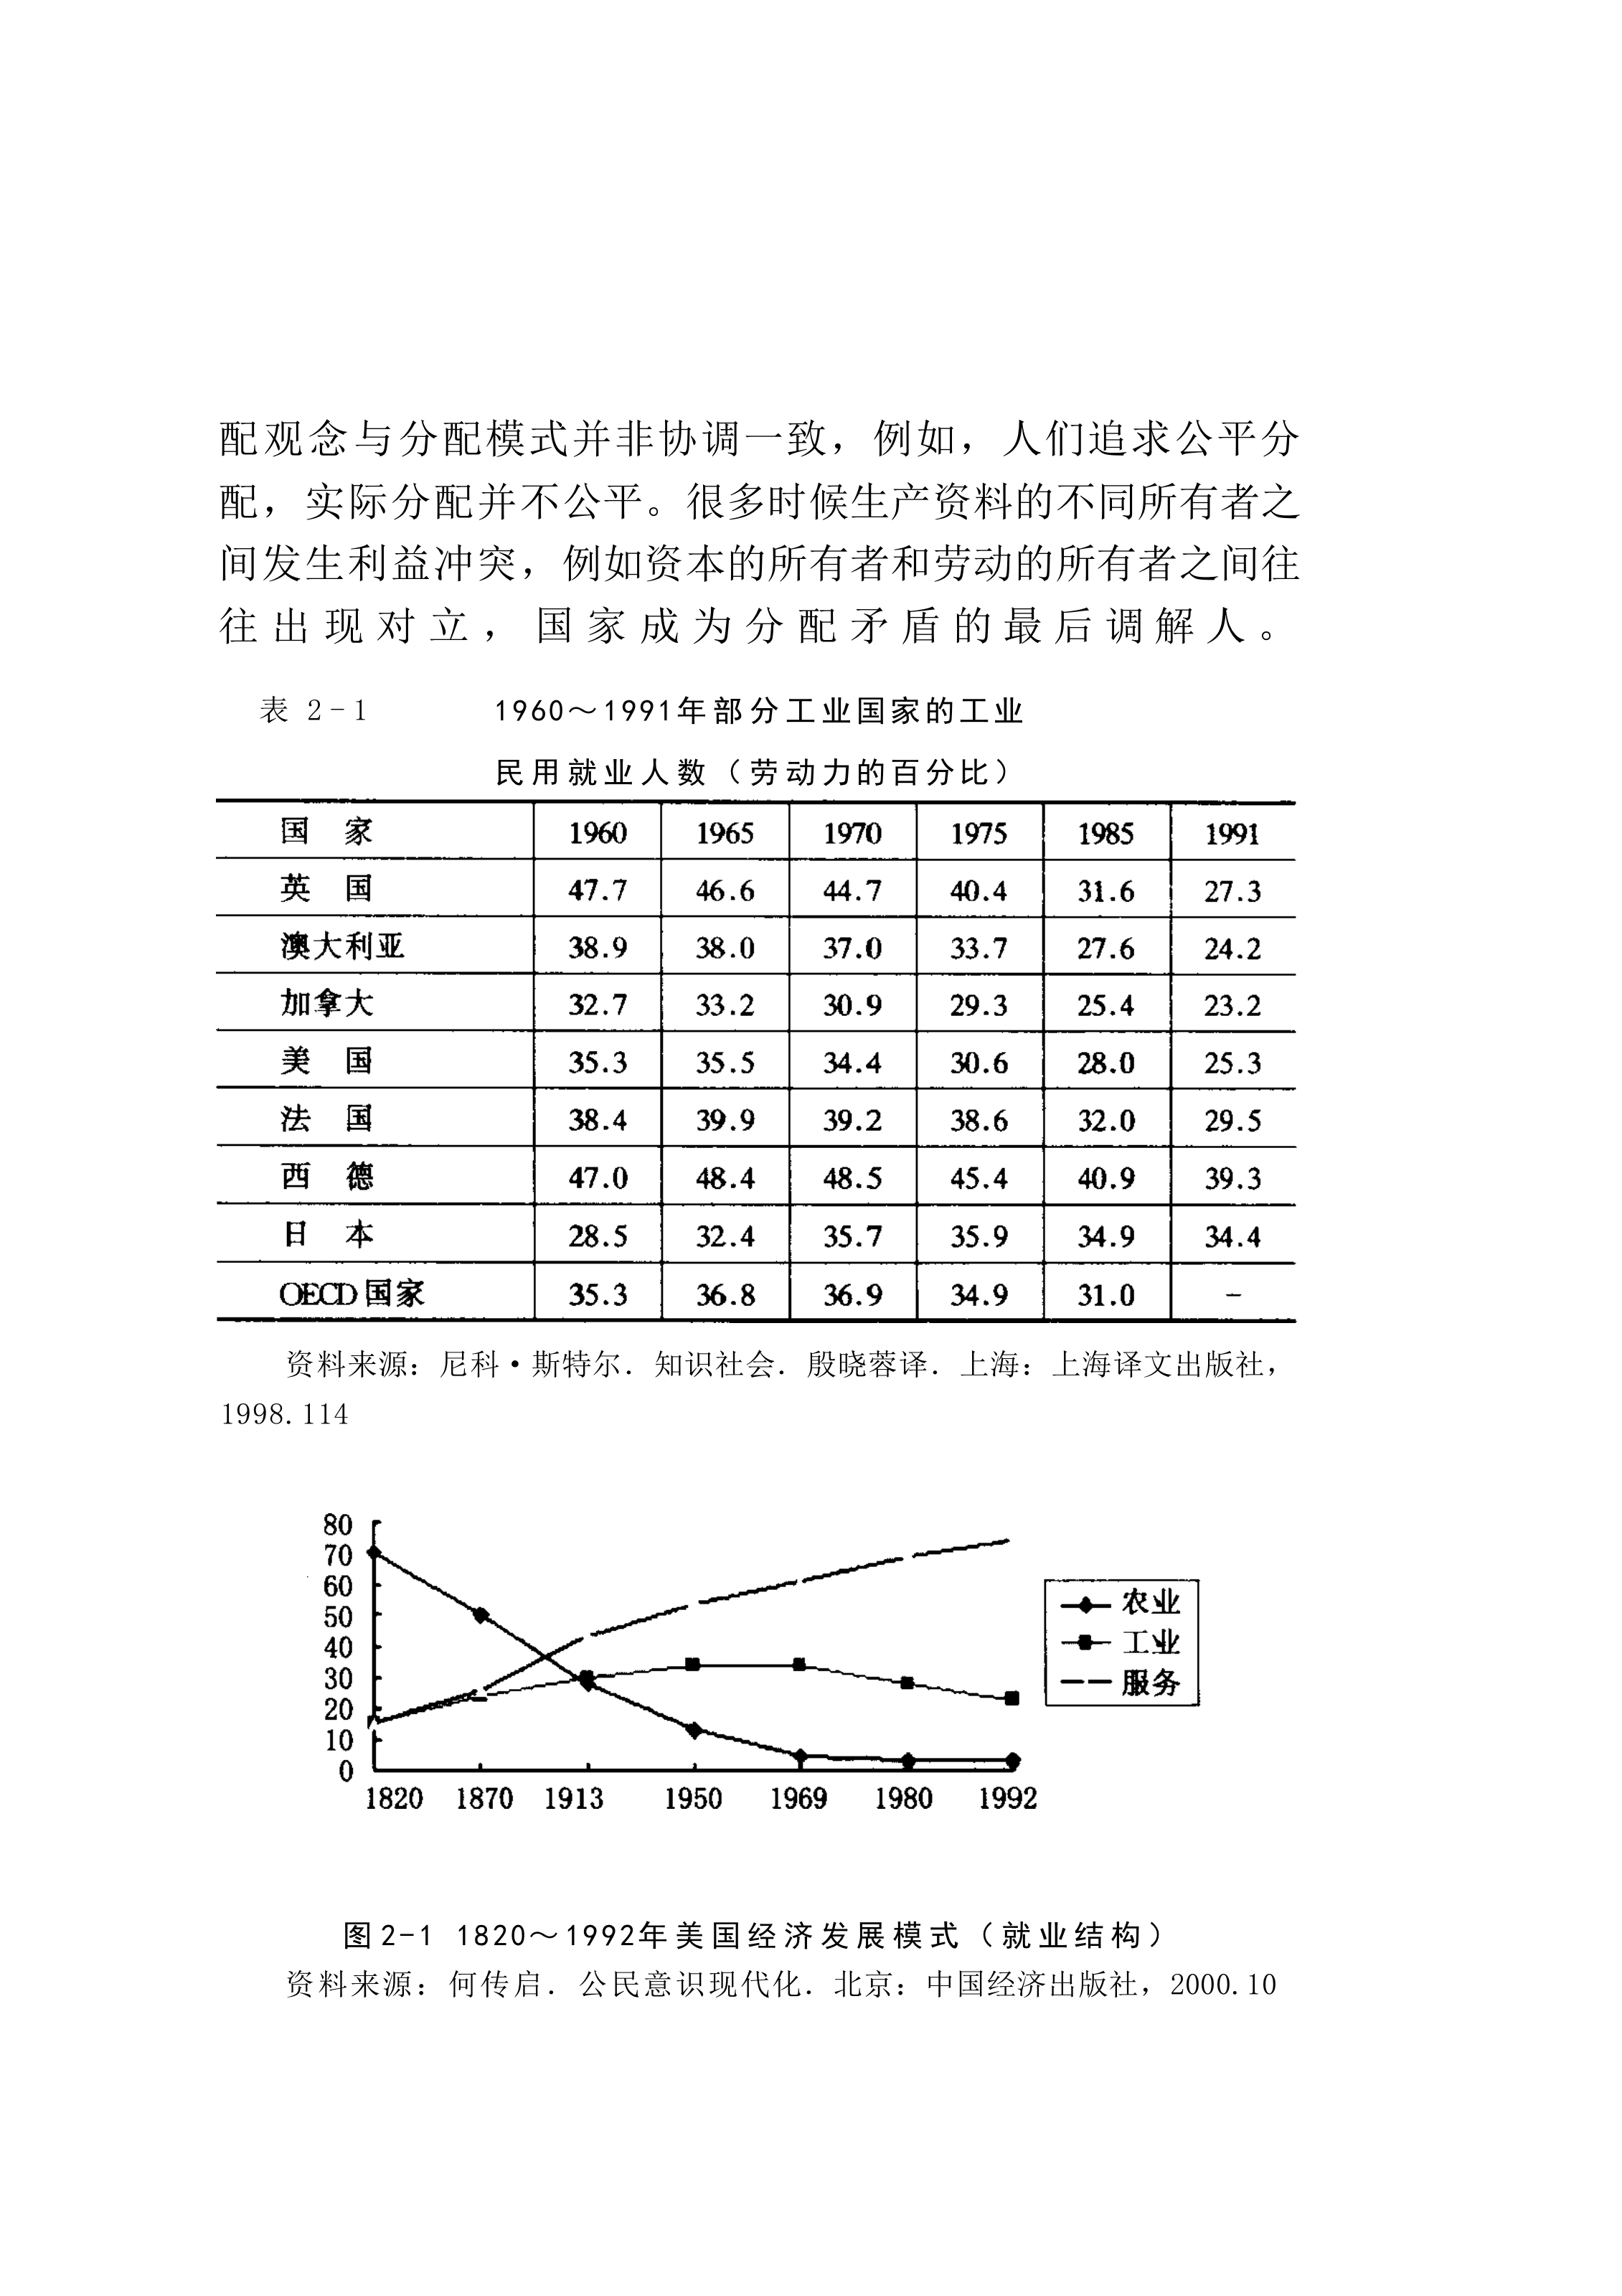 配观念与分配模式并非协调一致，例如，人们追求公平分
配，实际分配并不公平。很多时候生产资料的不同所有者之
间发生利益冲突，例如资本的所有者和劳动的所有者之间往
往出现对立，国家成为分配矛盾的最后调解人。
表 2-1 1960～1991年部分工业国家的工业
民用就业人数（劳动力的百分比）
国 家 1960 1965 1970 1975 1985 1991
英 国 47.7 46.6 44.7 40.4 31.6 27.3
澳大利亚 38.9 38.0 37.0 33.7 27.6 24.2
加拿大 32.7 33.2 30.9 29.3 25.4 23.2
美 国 35.3 35.5 34.4 30.6 28.0 25.3
法 国 38.4 39.9 39.2 38.6 32.0 29.5
西 德 47.0 48.4 48.5 45.4 40.9 39.3
日 本 28.5 32.4 35.7 35.9 34.9 34.4
OECD国家 35.3 36.8 36.9 34.9 31.0 –
资料来源：尼科·斯特尔．知识社会．殷晓蓉译．上海：上海译文出版社，
1998.114
80
70
60
50
40
30
20
10
0
1820 1870 1913 1950 1969 1980 1992
农业
工业
服务
图2-1 1820～1992年美国经济发展模式（就业结构）
资料来源：何传启．公民意识现代化．北京：中国经济出版社，2000.10